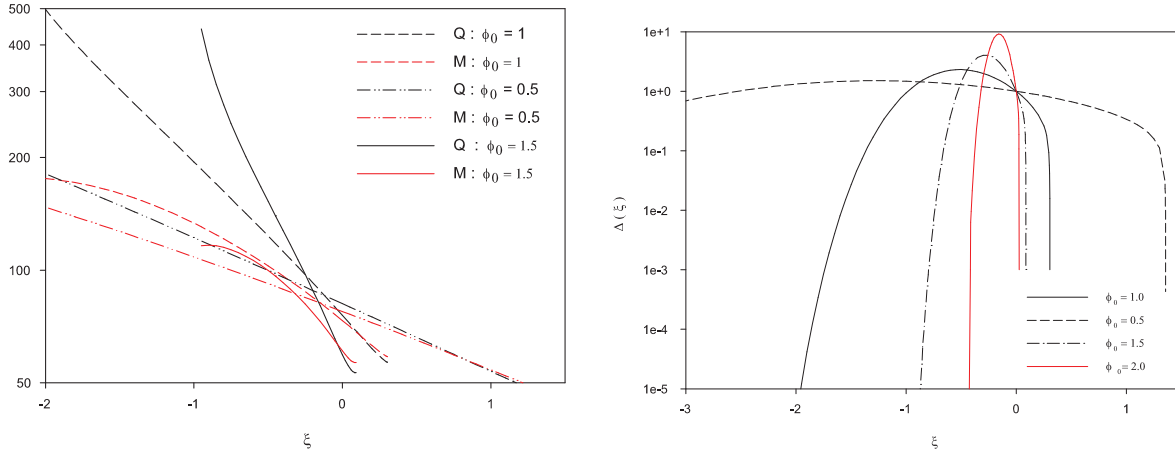 500
400
300
200
100
50
-2
-1
0
1
ξ
Q : ϕ0 = 1
M : ϕ0 = 1
Q : ϕ0 = 0.5
M : ϕ0 = 0.5
Q : ϕ0 = 1.5
M : ϕ0 = 1.5
Δ ( ξ )
1e+1
1e+0
1e-1
1e-2
1e-3
1e-4
1e-5
-3
-2
-1
0
1
ξ
ϕ0 = 1.0
ϕ0 = 0.5
ϕ0 = 1.5
ϕ0 = 2.0